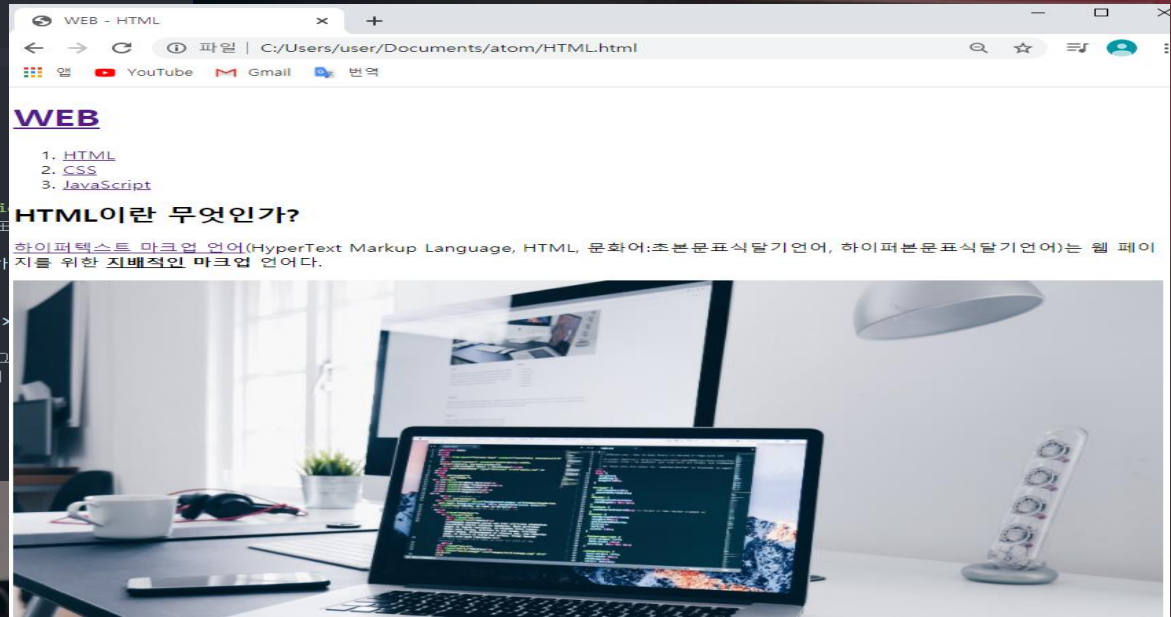 WEB - HTML
파일 | C:/Users/user/Documents/atom/HTML.html
앱 YouTube Gmail 번역
WEB
1. HTML
2. CSS
3. JavaScript
HTML이란 무엇인가?
하이퍼텍스트 마크업 언어(HyperText Markup Language, HTML, 문화어:초본문표식달기언어, 하이퍼본문표식달기언어)는 웹 페이
지를 위한 지배적인 마크업 언어다.